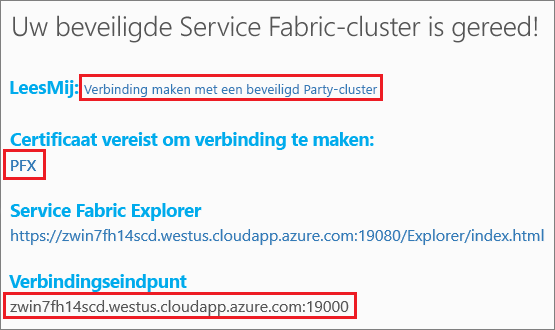 Uw beveiligde Service Fabric-cluster is gereed!
LeesMij: Verbinding maken met een beveiligd Party-cluster
Certificaat vereist om verbinding te maken:
PFX
Service Fabric Explorer
https://zwin7fh14scd.westus.cloudapp.azure.com:19080/Explorer/index.html
Verbindingseindpunt
zwin7fh14scd.westus.cloudapp.azure.com:19000